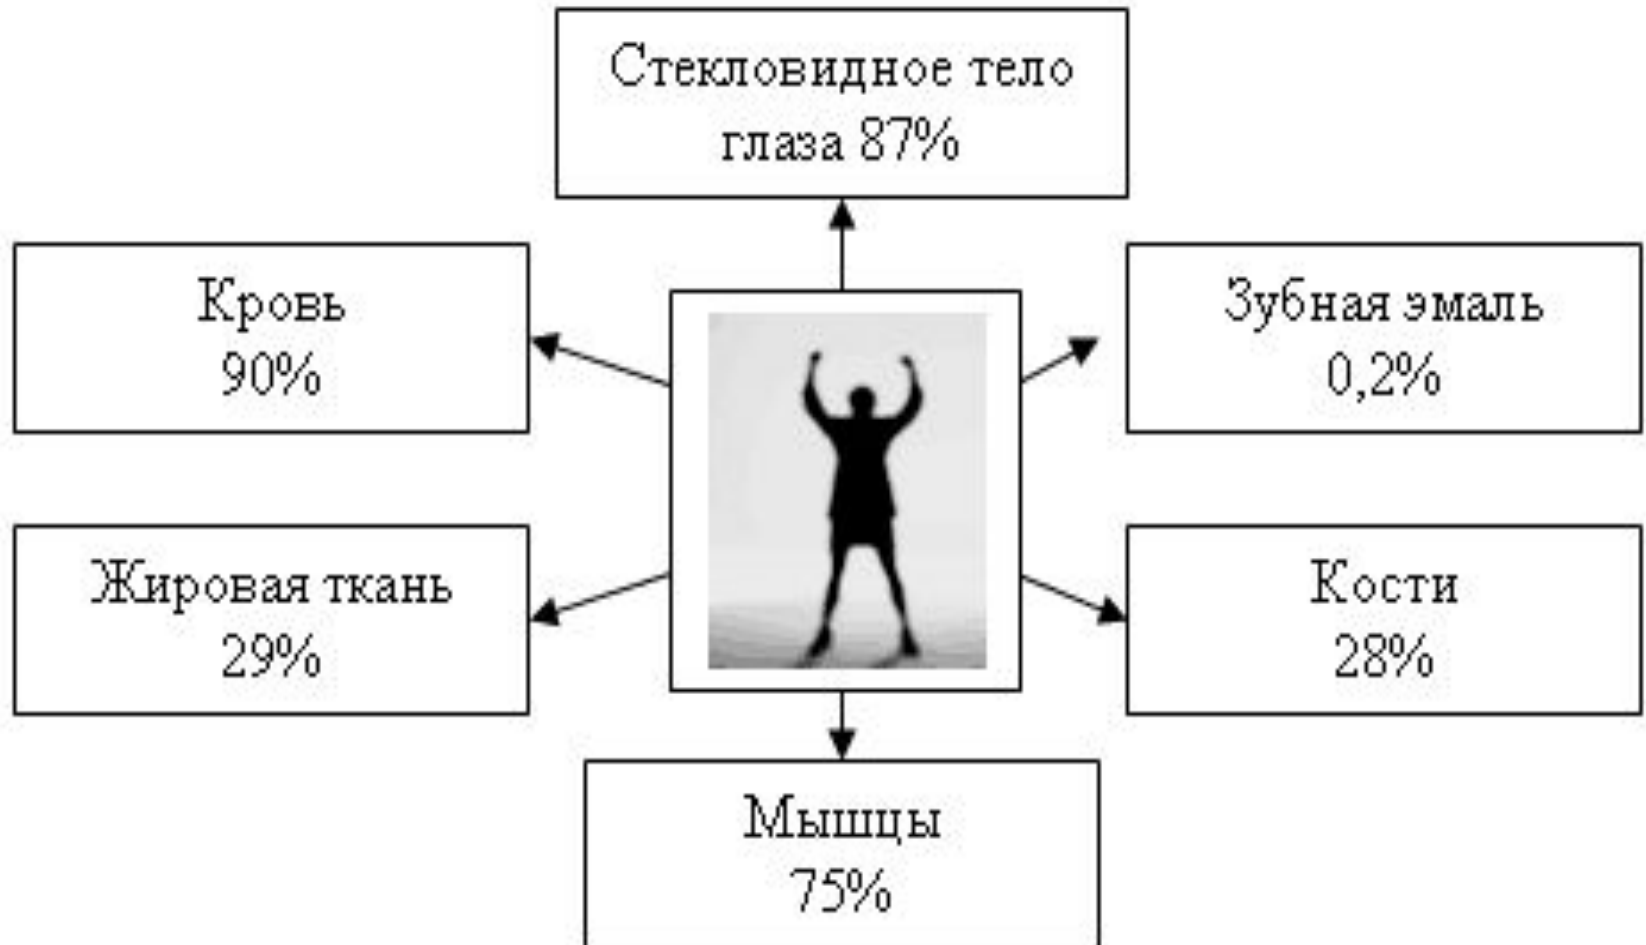 Стекловидное тело
глаза 87%
Кровь
90%
Зубная эмаль
0,2%
Жировая ткань
29%
Кости
28%
Мышцы
75%